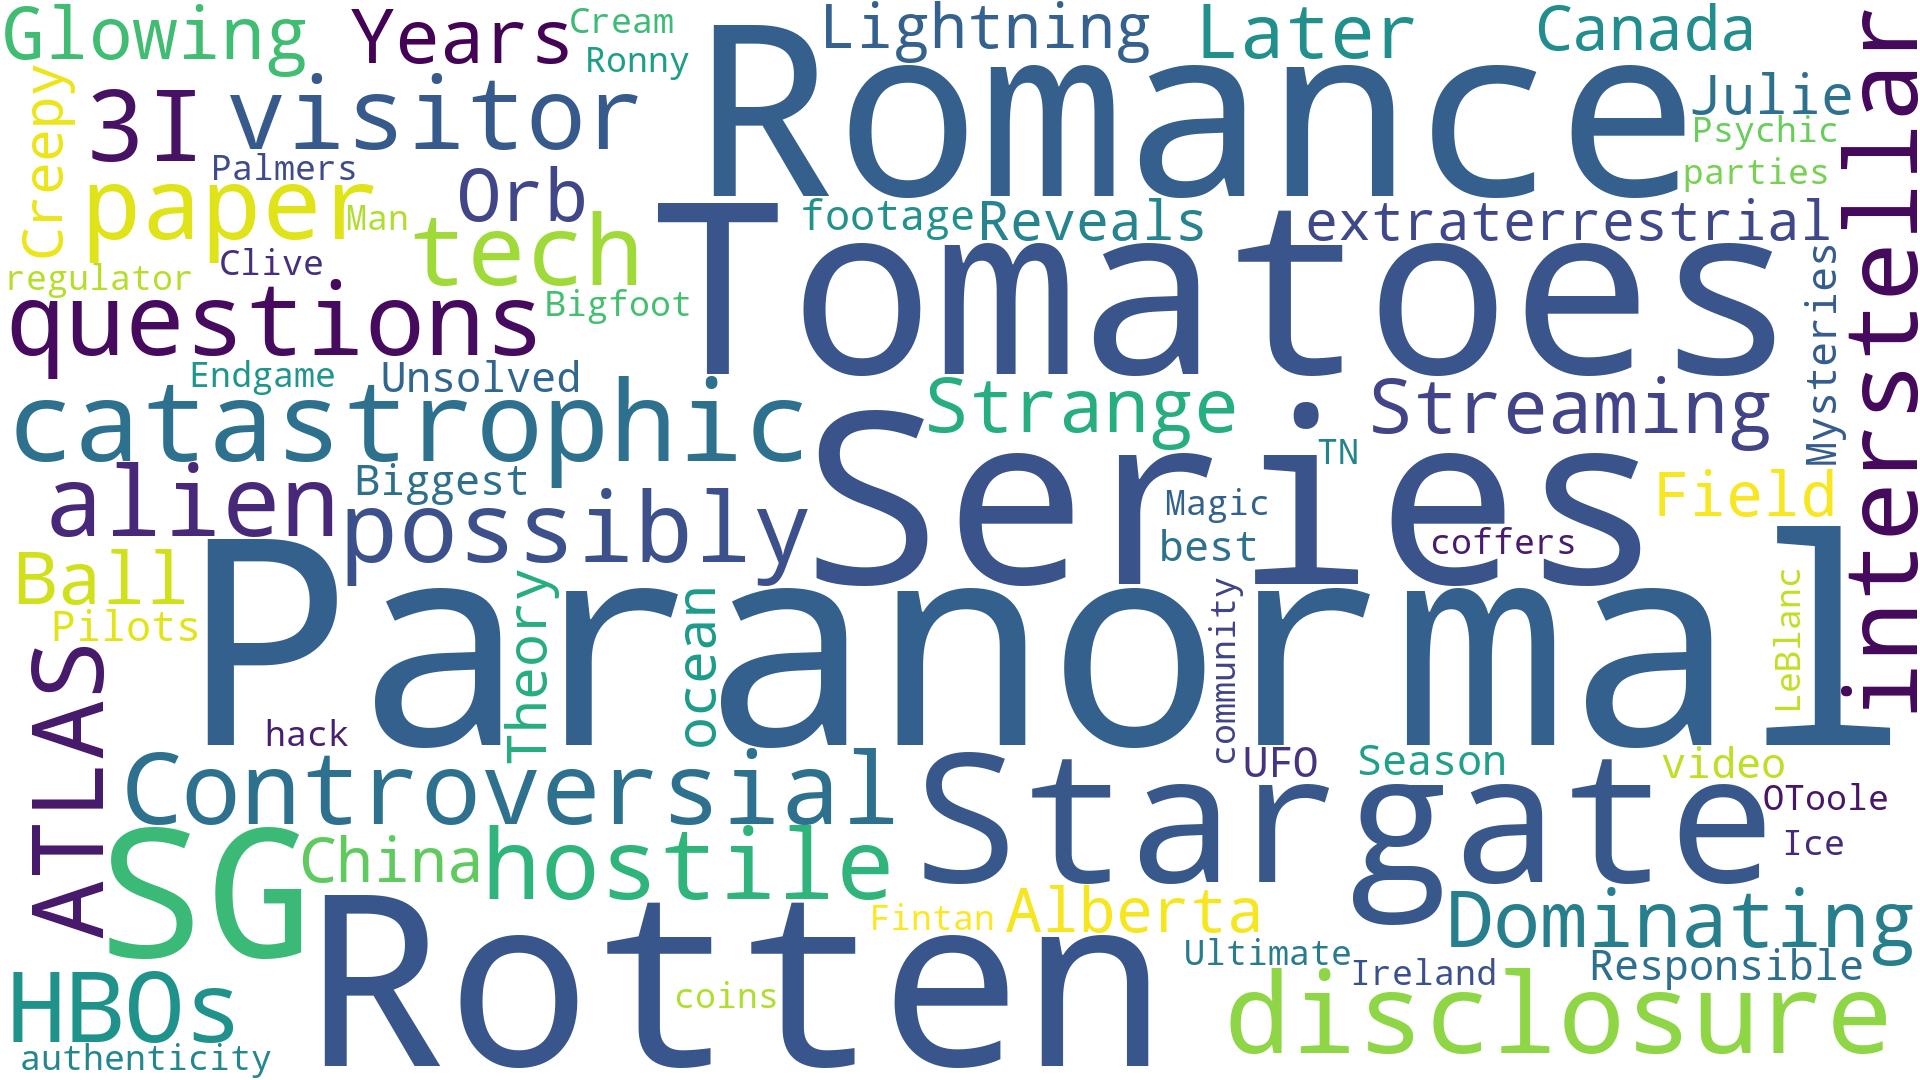 Glowing
Years
Cream
Ronny
Lightning
Later
Canada
interstellar
Romance
Julie
Psychic
parties
Creepy
3I
visitor
Palmers
paper
Man
Orb
tech
footage
Reveals
extraterrestrial
regulator
Clive
Bigfoot
Tomatoes
Mysteries
questions
Endgame
Unsolved
catastrophic
Strange
Streaming
TN
Series
alien
Biggest
possibly
Magic
best
coffers
Field
Ball
Pilots
Paranormal
Theory
ocean
community
LeBlanc
hack
ATLAS
Controversial
Stargate
UFO
Season
video
OToole
Ice
SG
China
hostile
Fintan
Alberta
Dominating
Rotten
coins
Ultimate
Ireland
Responsible
HBOs
disclosure
authenticity